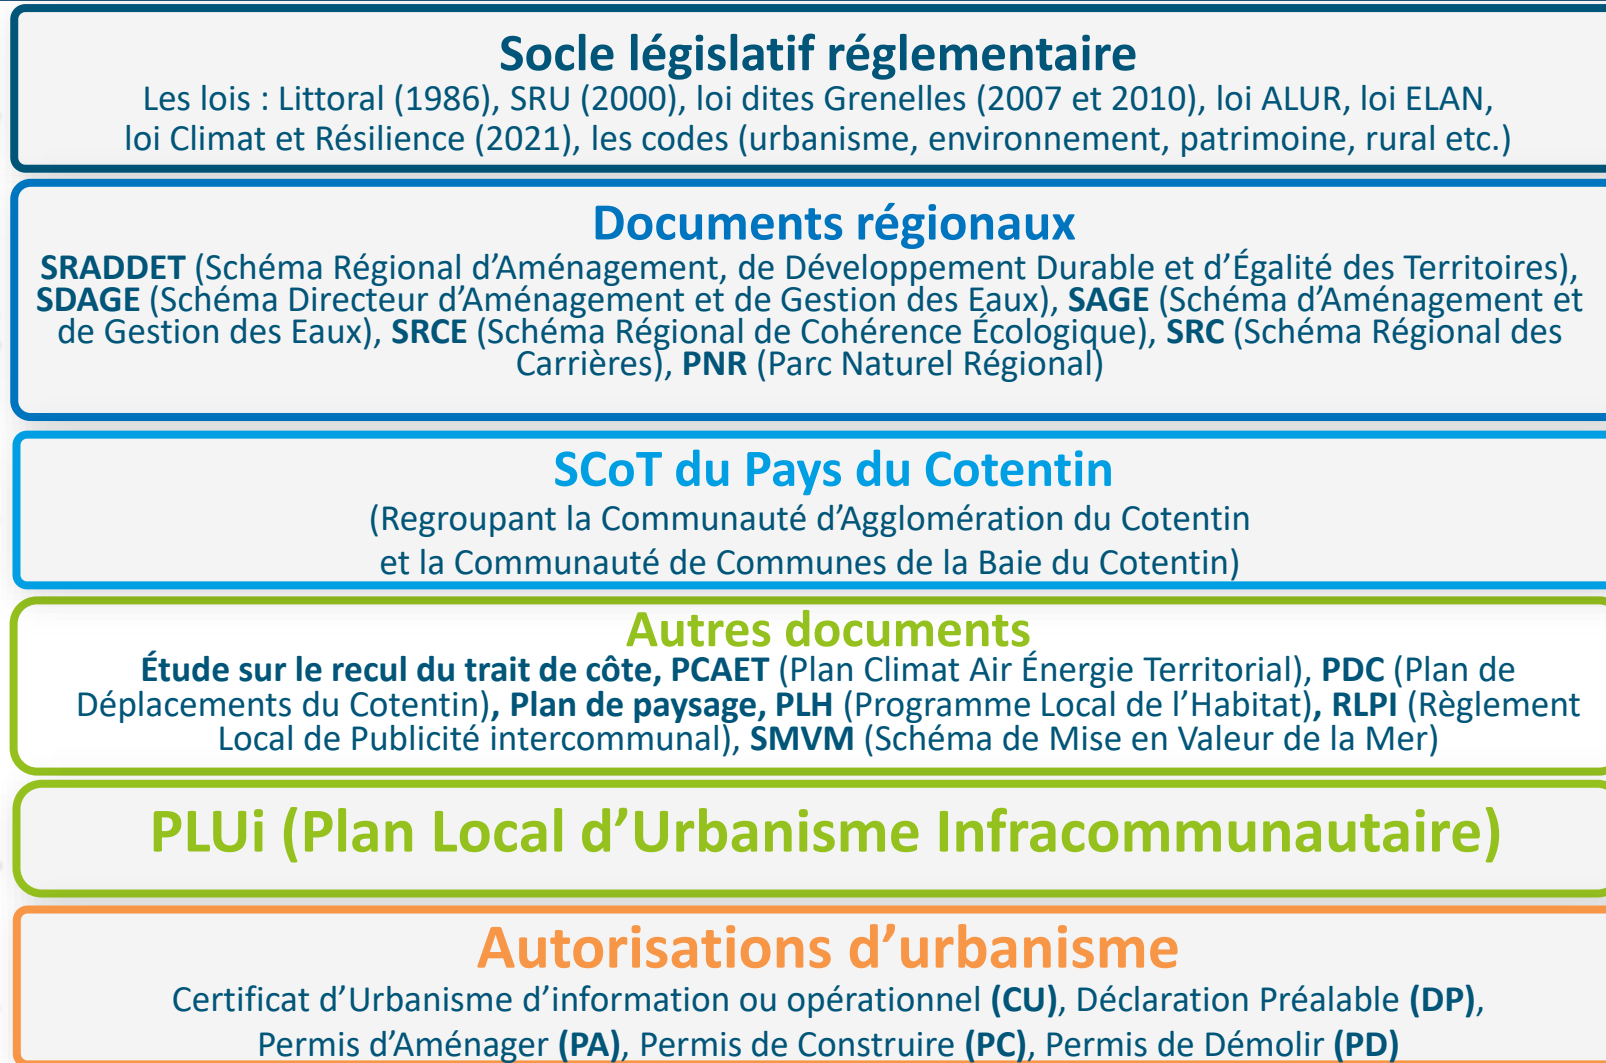 Socle législatif réglementaire
Les lois : Littoral (1986), SRU (2000), loi dites Grenelles (2007 et 2010), loi ALUR, loi ELAN,
loi Climat et Résilience (2021), les codes (urbanisme, environnement, patrimoine, rural etc.)
Documents régionaux
SRADDET (Schéma Régional d’Aménagement, de Développement Durable et d’Égalité des Territoires),
SDAGE (Schéma Directeur d’Aménagement et de Gestion des Eaux), SAGE (Schéma d’Aménagement et
de Gestion des Eaux), SRCE (Schéma Régional de Cohérence Écologique), SRC (Schéma Régional des
Carrières), PNR (Parc Naturel Régional)
SCoT du Pays du Cotentin
(Regroupant la Communauté d’Agglomération du Cotentin
et la Communauté de Communes de la Baie du Cotentin)
Autres documents
Étude sur le recul du trait de côte, PCAET (Plan Climat Air Énergie Territorial), PDC (Plan de
Déplacements du Cotentin), Plan de paysage, PLH (Programme Local de l’Habitat), RLPI (Règlement
Local de Publicité intercommunal), SMVM (Schéma de Mise en Valeur de la Mer)
PLUi (Plan Local d’Urbanisme Infracommunautaire)
Autorisations d’urbanisme
Certificat d’Urbanisme d’information ou opérationnel (CU), Déclaration Préalable (DP),
Permis d’Aménager (PA), Permis de Construire (PC), Permis de Démolir (PD)